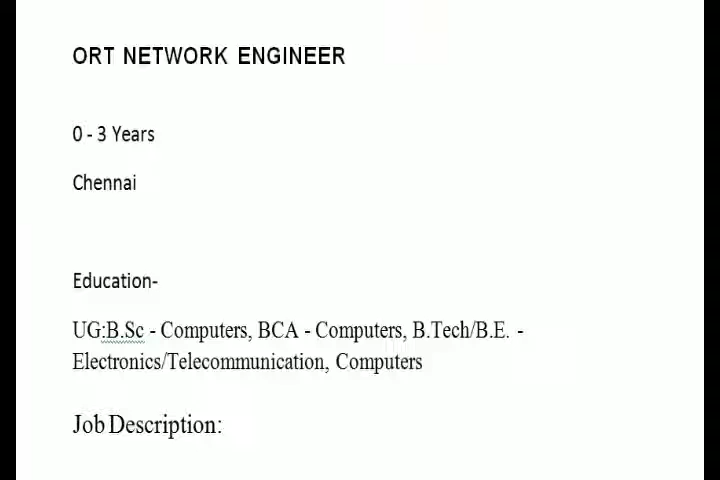 ORT NETWORK ENGINEER
0 - 3 Years
Chennai
Education-
UG:B.Sc - Computers, BCA - Computers, B.Tech/B.E. -
Electronics/Telecommunication, Computers
Job Description: